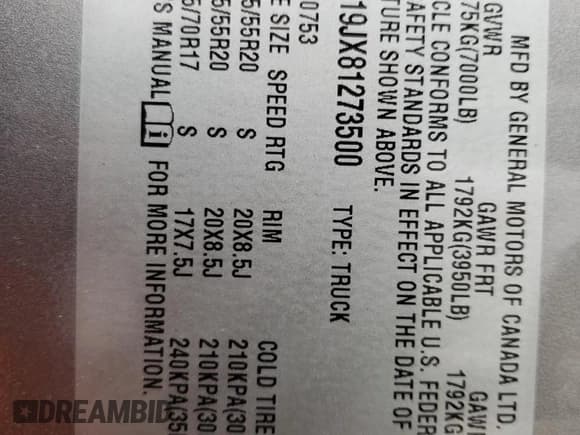 MFD BY GENERAL MOTORS OF CANADA LTD.
GVWR GAWR FRT GAW
75KG(7000LB) 1792KG(3950LB) 1792KG
CLE CONFORMS TO ALL APPLICABLE U.S. FEDER
AFETY STANDARDS IN EFFECT ON THE DATE OF
TURE SHOWN ABOVE.
19JX81273500 TYPE: TRUCK
0753
E SIZE SPEED RTG RIM COLD TIRE
5/55R20 S 20X8.5J 210KPA(30
5/55R20 S 20X8.5J 210KPA(30
5/70R17 S 17X7.5J 240KPA(35
'S MANUAL i FOR MORE INFORMATION.
DREAMBID